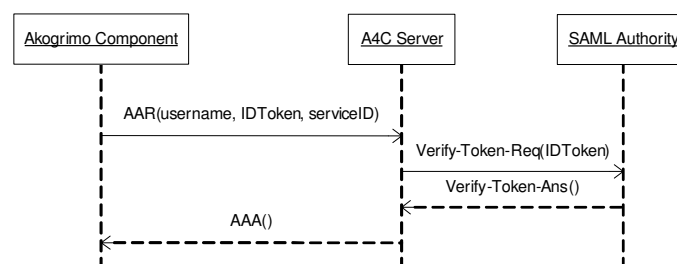 Akogrimo Component
A4C Server
SAML Authority
AAR(username, IDToken, serviceID)
Verify-Token-Req(IDToken)
Verify-Token-Ans()
AAA()